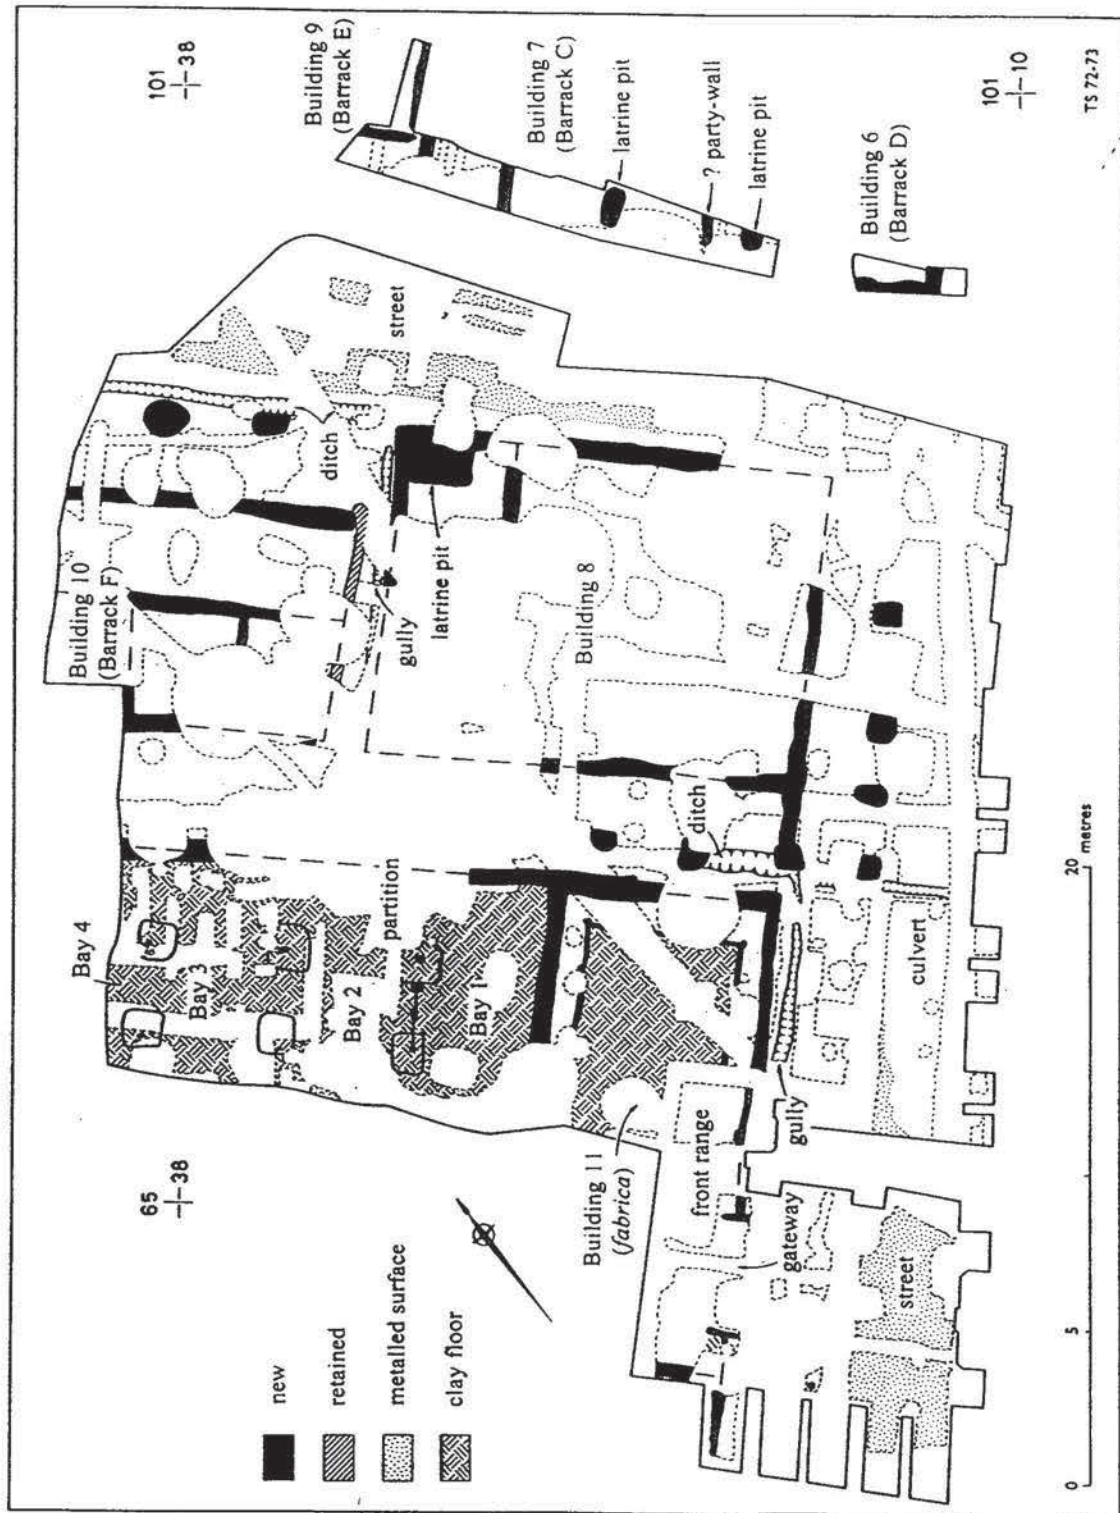 65
38
101
38
101
10
TS 72-73
new
retained
metalled surface
clay floor
Building 9
(Barrack E)
Building 7
(Barrack C)
latrine pit
? party-wall
latrine pit
Building 6
(Barrack D)
Building 10
(Barrack F)
ditch
street
gully
latrine pit
Building 8
Bay 4
Bay 3
Bay 2
partition
Bay 1
ditch
Building 11
(fabrica)
front range
gateway
gully
culvert
street
0
5
20
metres